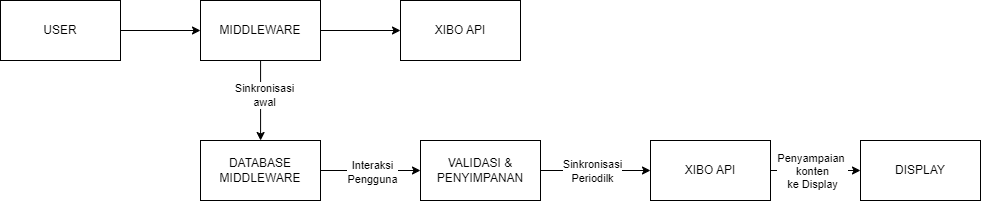 USER
MIDDLEWARE
XIBO API
Sinkronisasi
awal
DATABASE
MIDDLEWARE
Interaksi
Pengguna
VALIDASI &
PENYIMPANAN
Sinkronisasi
Periodilk
XIBO API
Penyampaian
konten
ke Display
DISPLAY